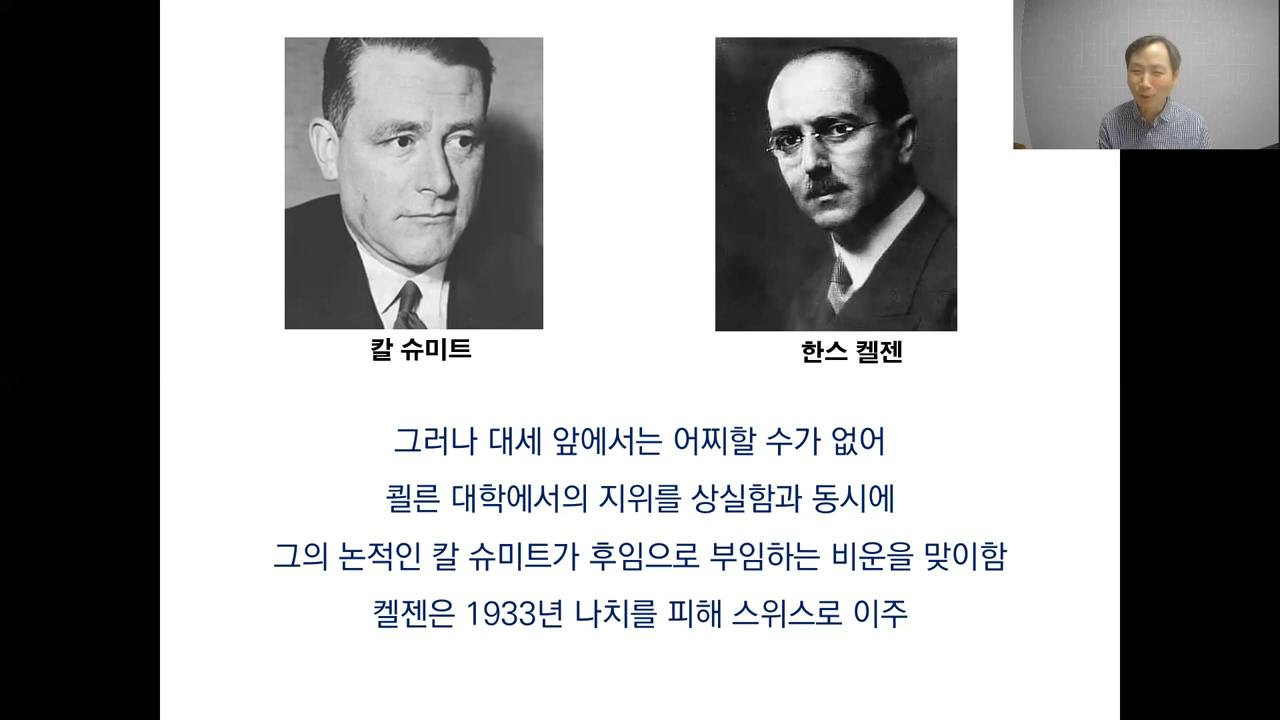 칼 슈미트
한스 켈젠
그러나 대세 앞에서는 어찌할 수가 없어
쾰른 대학에서의 지위를 상실함과 동시에
그의 논적인 칼 슈미트가 후임으로 부임하는 비운을 맞이함
켈젠은 1933년 나치를 피해 스위스로 이주